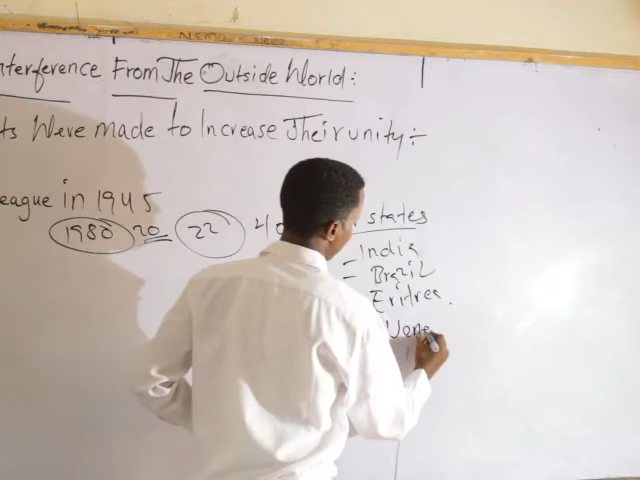 nterference From The Outside World:
ts Were made to Increase Their unity:
eague in 1945
1980 20 22 40 states
= India
= Brazil
Eritrea.
Vene